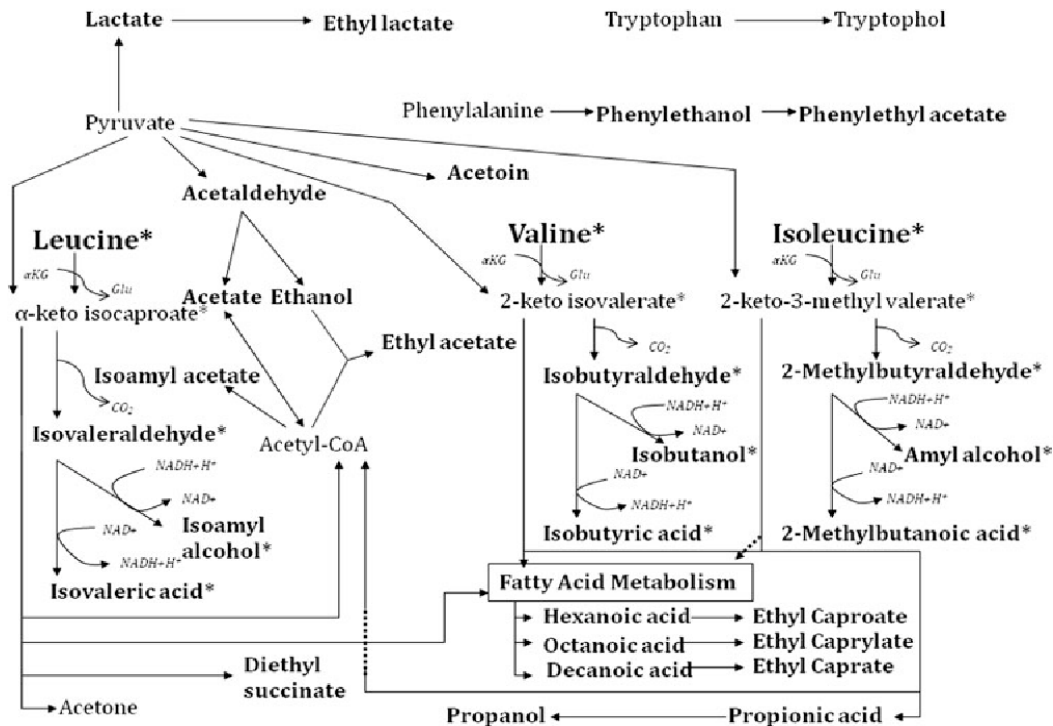 Lactate
Ethyl lactate
Tryptophan
Tryptophol
Pyruvate
Phenylalanine
Phenylethanol
Phenylethyl acetate
Acetoin
Acetaldehyde
Leucine*
αKG
Glu
α-keto isocaproate*
Acetate
Ethanol
Valine*
αKG
Glu
2-keto isovalerate*
Isoleucine*
αKG
Glu
2-keto-3-methyl valerate*
Ethyl acetate
CO2
CO2
Isoamyl acetate
CO2
Isobutyraldehyde*
2-Methylbutyraldehyde*
Isovaleraldehyde*
Acetyl-CoA
NADH+H⁺
NAD+
NADH+H⁺
NAD+
Isobutanol*
Amyl alcohol*
NADH+H⁺
NAD+
NAD+
NADH+H⁺
NAD+
NADH+H⁺
Isoamyl
alcohol*
NAD+
NADH+H⁺
Isobutyric acid*
2-Methylbutanoic acid*
Isovaleric acid*
Fatty Acid Metabolism
Hexanoic acid
Ethyl Caproate
Octanoic acid
Ethyl Caprylate
Decanoic acid
Ethyl Caprate
Diethyl
succinate
Acetone
Propanol
Propionic acid